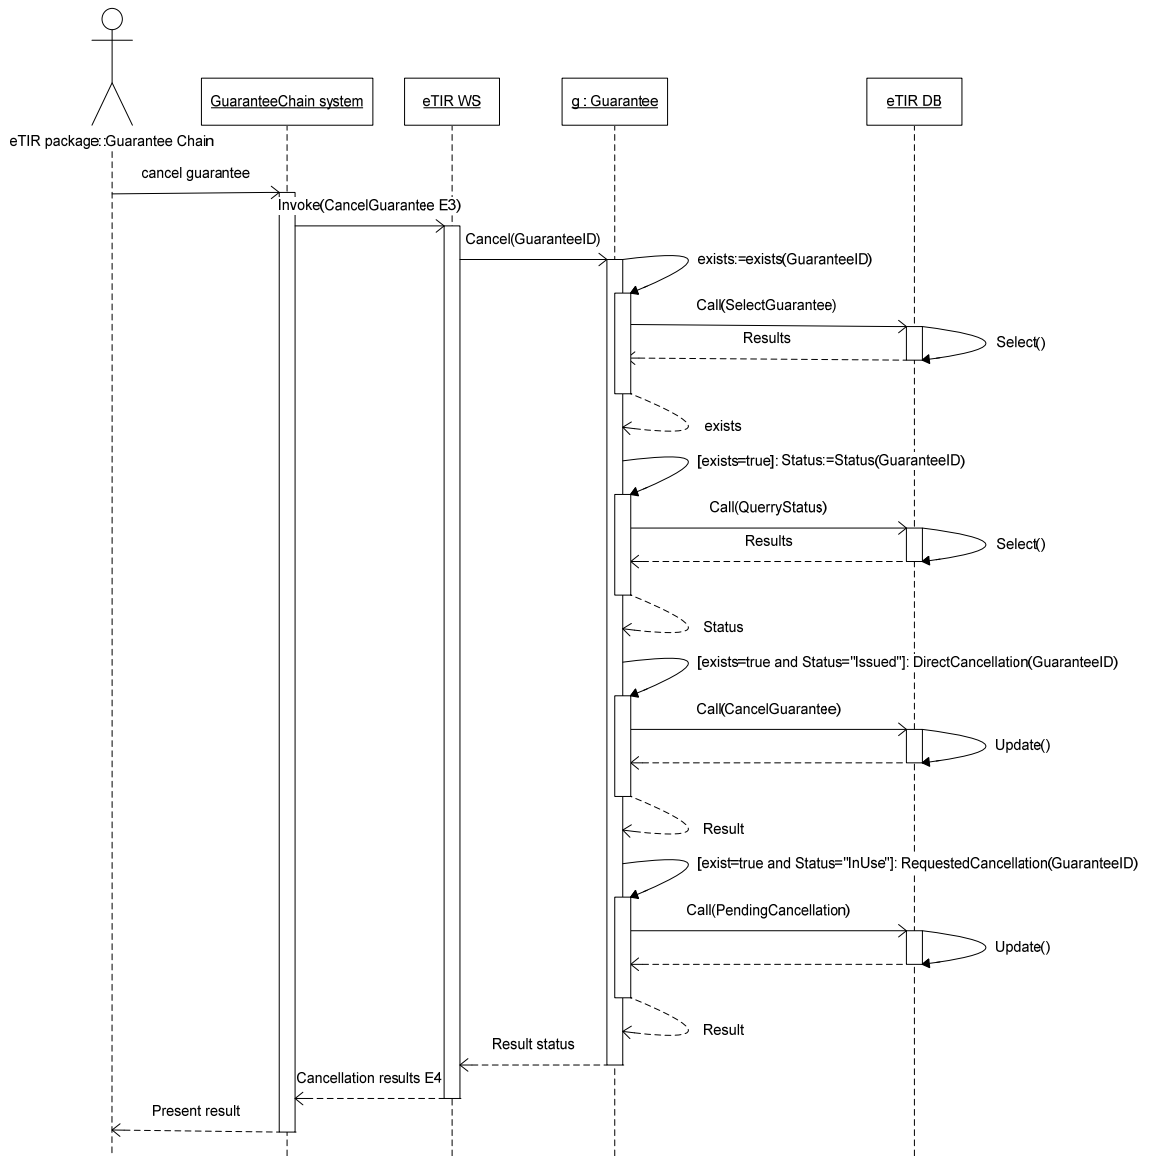 GuaranteeChain system
eTIR WS
g : Guarantee
eTIR DB
eTIR package::Guarantee Chain
cancel guarantee
Invoke(CancelGuarantee E3)
Cancel(GuaranteeID)
exists:=exists(GuaranteeID)
Call(SelectGuarantee)
Results
Select()
exists
[exists=true]: Status:=Status(GuaranteeID)
Call(QuerryStatus)
Results
Select()
Status
[exists=true and Status="Issued"]: DirectCancellation(GuaranteeID)
Call(CancelGuarantee)
Update()
Result
[exist=true and Status="InUse"]: RequestedCancellation(GuaranteeID)
Call(PendingCancellation)
Update()
Result
Result status
Cancellation results E4
Present result